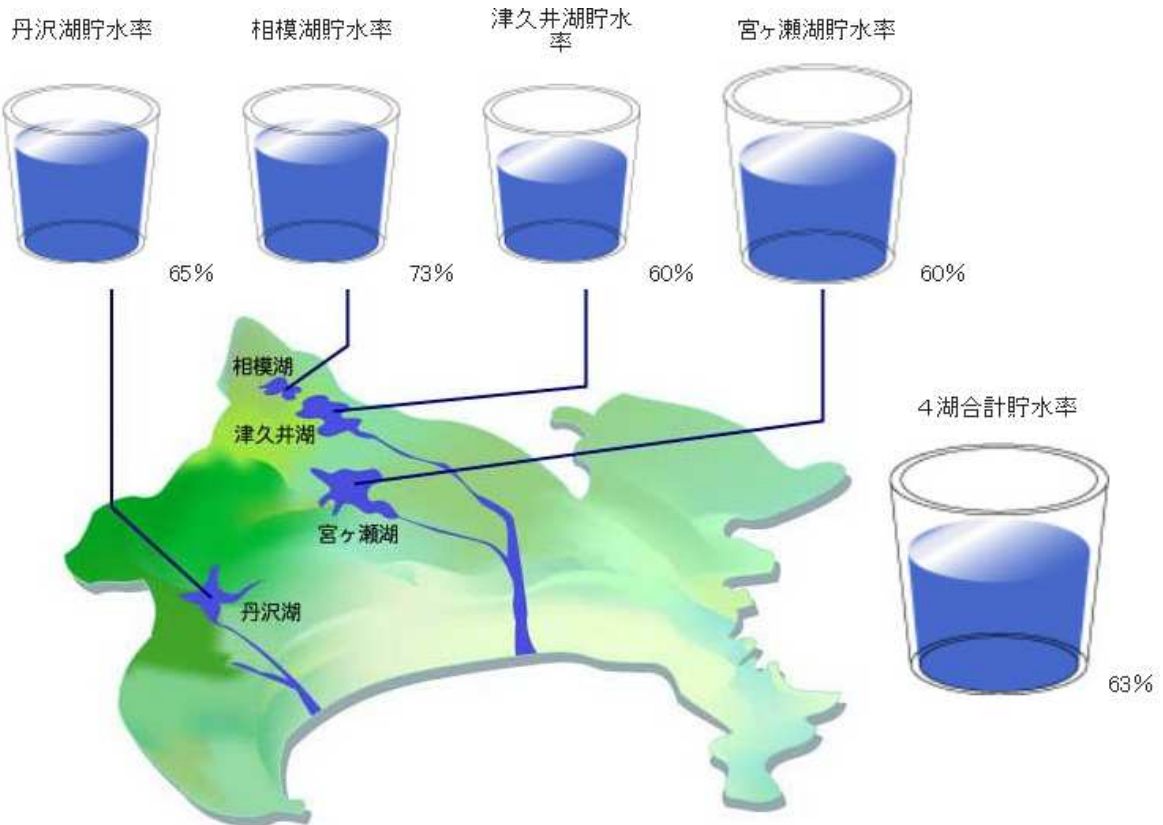 丹沢湖貯水率
相模湖貯水率
津久井湖貯水
率
宮ヶ瀬湖貯水率
65%
73%
60%
60%
相模湖
津久井湖
宮ヶ瀬湖
丹沢湖
4湖合計貯水率
63%